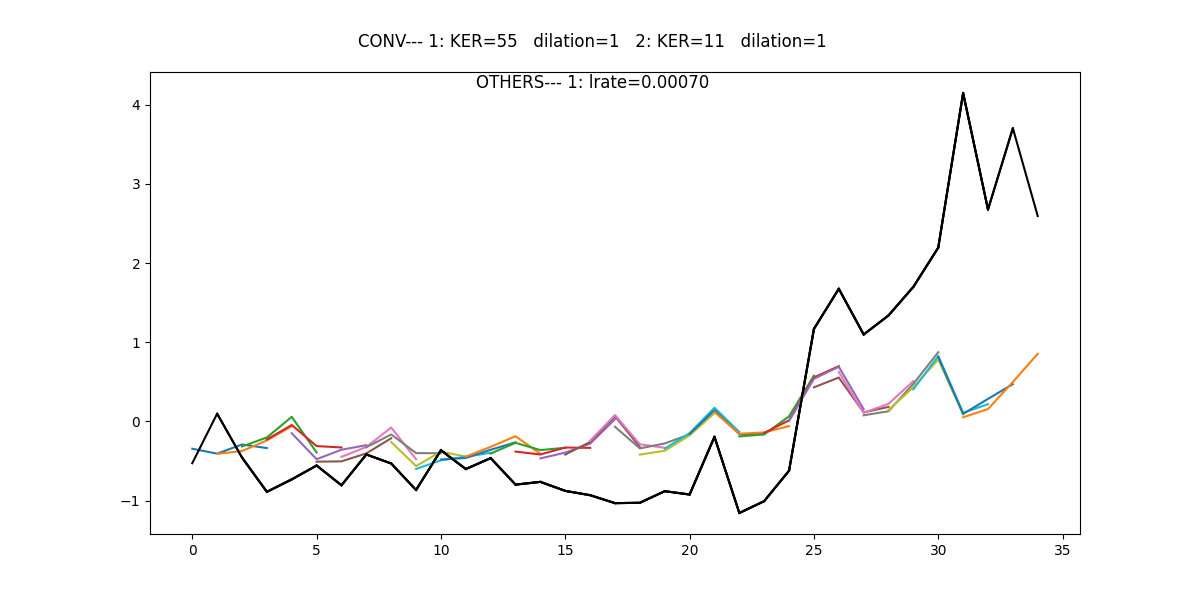 CONV--- 1: KER=55   dilation=1   2: KER=11   dilation=1
OTHERS--- 1: lrate=0.00070
4
3
2
1
0
−1
0 5 10 15 20 25 30 35